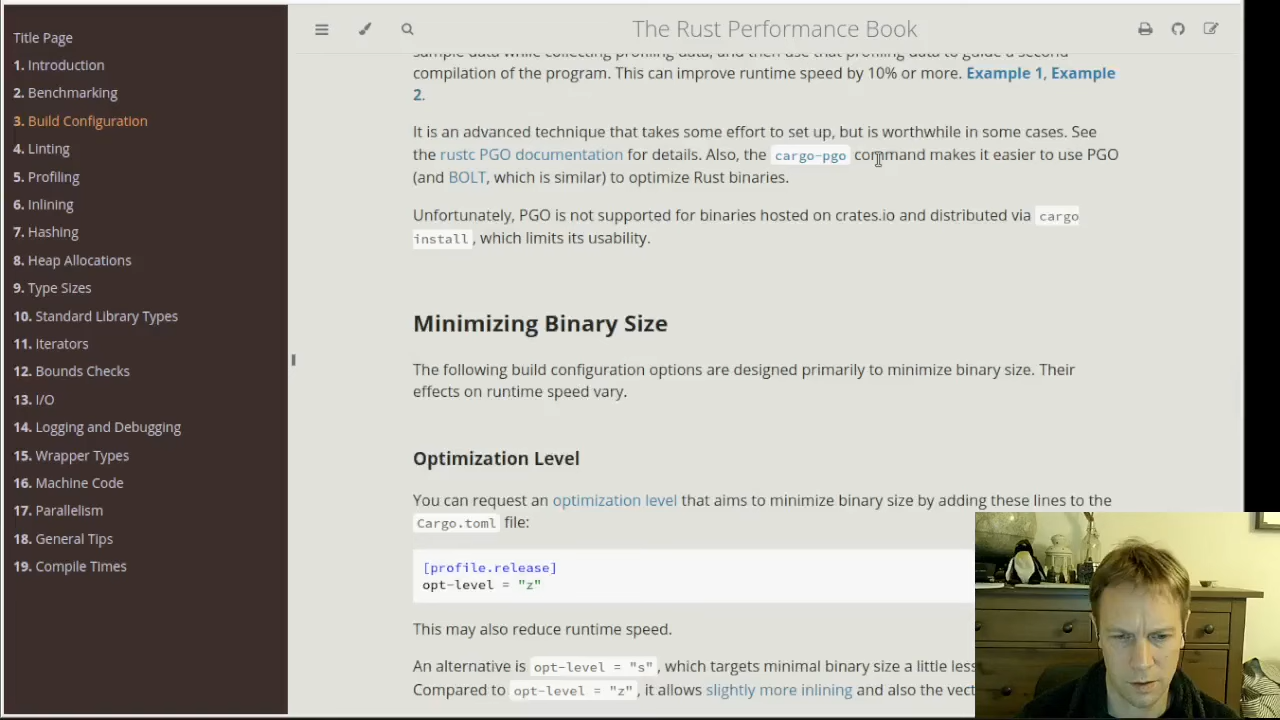 Title Page
1. Introduction
2. Benchmarking
3. Build Configuration
4. Linting
5. Profiling
6. Inlining
7. Hashing
8. Heap Allocations
9. Type Sizes
10. Standard Library Types
11. Iterators
12. Bounds Checks
13. I/O
14. Logging and Debugging
15. Wrapper Types
16. Machine Code
17. Parallelism
18. General Tips
19. Compile Times
The Rust Performance Book
sample data while collecting profiling data, and then use that profiling data to guide a second
compilation of the program. This can improve runtime speed by 10% or more. Example 1, Example
2.
It is an advanced technique that takes some effort to set up, but is worthwhile in some cases. See
the rustc PGO documentation for details. Also, the cargo-pgo command makes it easier to use PGO
(and BOLT, which is similar) to optimize Rust binaries.
Unfortunately, PGO is not supported for binaries hosted on crates.io and distributed via cargo
install, which limits its usability.
Minimizing Binary Size
The following build configuration options are designed primarily to minimize binary size. Their
effects on runtime speed vary.
Optimization Level
You can request an optimization level that aims to minimize binary size by adding these lines to the
Cargo.toml file:
[profile.release]
opt-level = "z"
This may also reduce runtime speed.
An alternative is opt-level = "s", which targets minimal binary size a little less
Compared to opt-level = "z", it allows slightly more inlining and also the vect